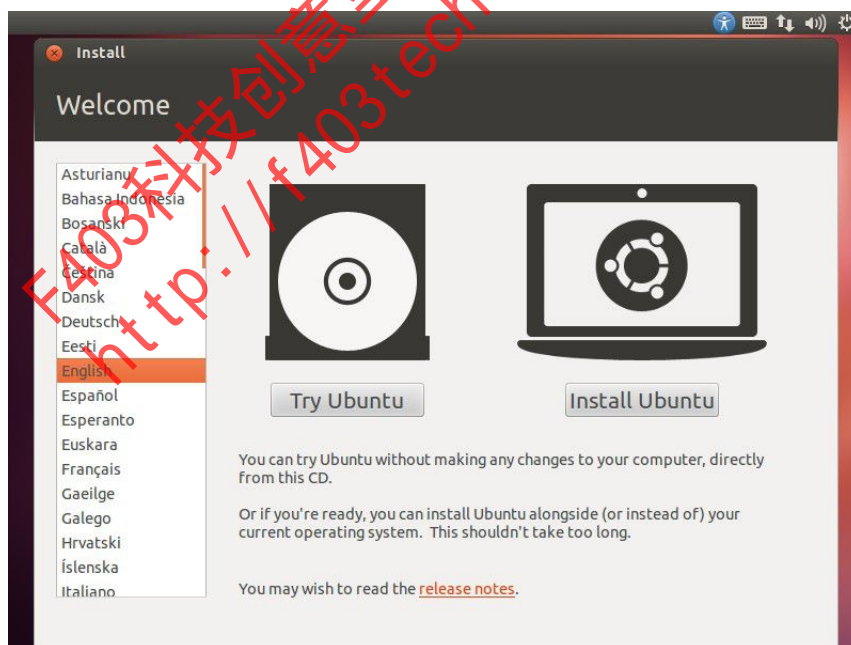 Install
Welcome
Asturianu
Bahasa Indonesia
Bosanski
Català
Čeština
Dansk
Deutsch
Eesti
English
Español
Esperanto
Euskara
Français
Gaeilge
Galego
Hrvatski
Íslenska
Italiano
Try Ubuntu
Install Ubuntu
You can try Ubuntu without making any changes to your computer, directly
from this CD.
Or if you're ready, you can install Ubuntu alongside (or instead of) your
current operating system. This shouldn't take too long.
You may wish to read the release notes.
F403科技创意
http://f403tech